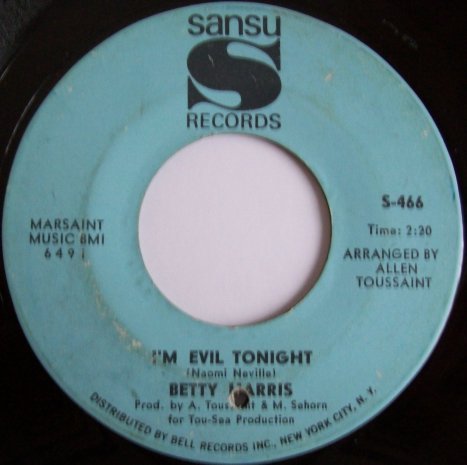 sansu
S
RECORDS
S-466
MARSAINT
MUSIC BMI
6491
Time: 2:30
ARRANGED BY
ALLEN
TOUSSAINT
I'M EVIL TONIGHT
(Naomi Neville)
BETTY HARRIS
Prod. by A. Toussaint & M. Sehorn
for Tou-Sea Production
DISTRIBUTED BY BELL RECORDS INC., NEW YORK CITY, N. Y.